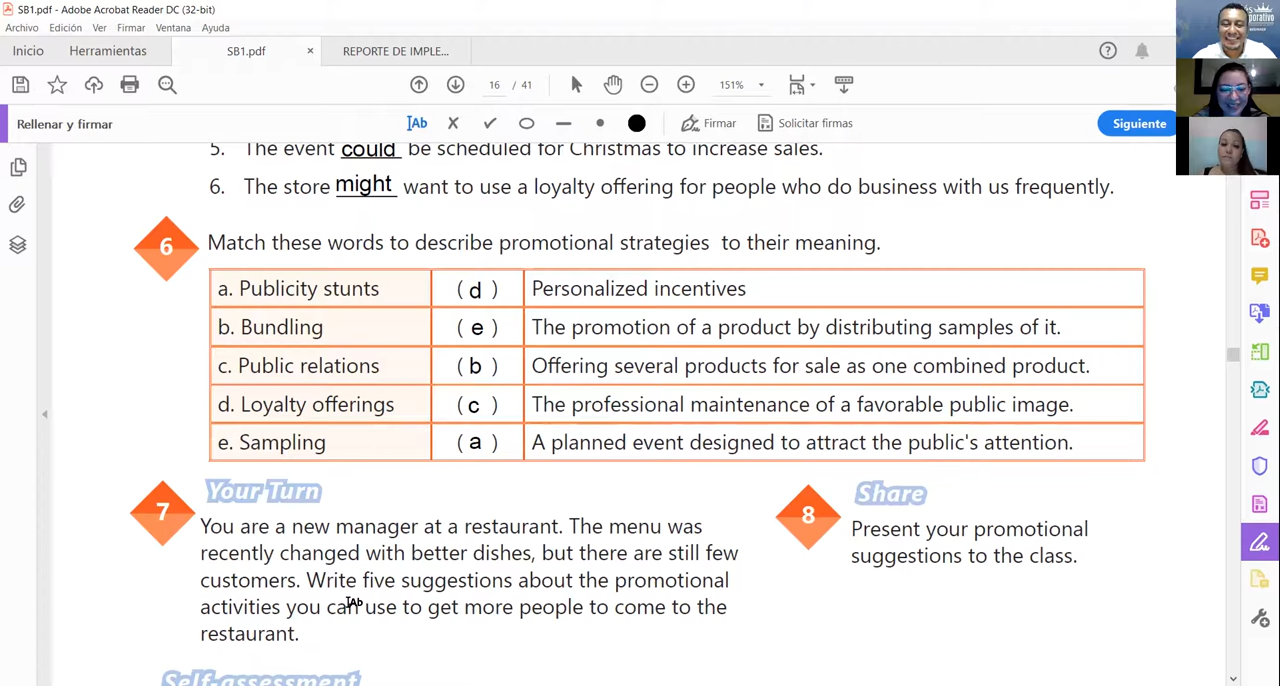 SB1.pdf - Adobe Acrobat Reader DC (32-bit)
Archivo Edición Ver Firmar Ventana Ayuda
Inicio Herramientas SB1.pdf × REPORTE DE IMPLE...
16 / 41 151%
Rellenar y firmar IAb Firmar Solicitar firmas Siguiente
5. The event could be scheduled for Christmas to increase sales.
6. The store might want to use a loyalty offering for people who do business with us frequently.
6 Match these words to describe promotional strategies to their meaning.
a. Publicity stunts ( d ) Personalized incentives
b. Bundling ( e ) The promotion of a product by distributing samples of it.
c. Public relations ( b ) Offering several products for sale as one combined product.
d. Loyalty offerings ( c ) The professional maintenance of a favorable public image.
e. Sampling ( a ) A planned event designed to attract the public's attention.
7 Your Turn
You are a new manager at a restaurant. The menu was
recently changed with better dishes, but there are still few
customers. Write five suggestions about the promotional
activities you can use to get more people to come to the
restaurant.
8 Share
Present your promotional
suggestions to the class.
Self-assessment